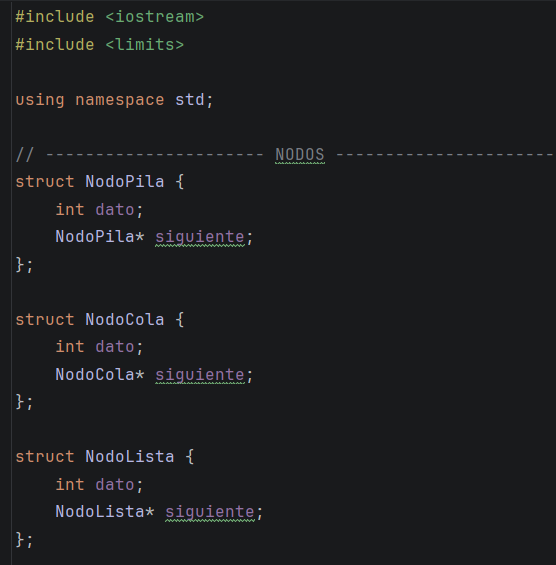 #include <iostream>
#include <limits>
using namespace std;
// ---------------------- NODOS ----------------------
struct NodoPila {
int dato;
NodoPila* siguiente;
};
struct NodoCola {
int dato;
NodoCola* siguiente;
};
struct NodoLista {
int dato;
NodoLista* siguiente;
};